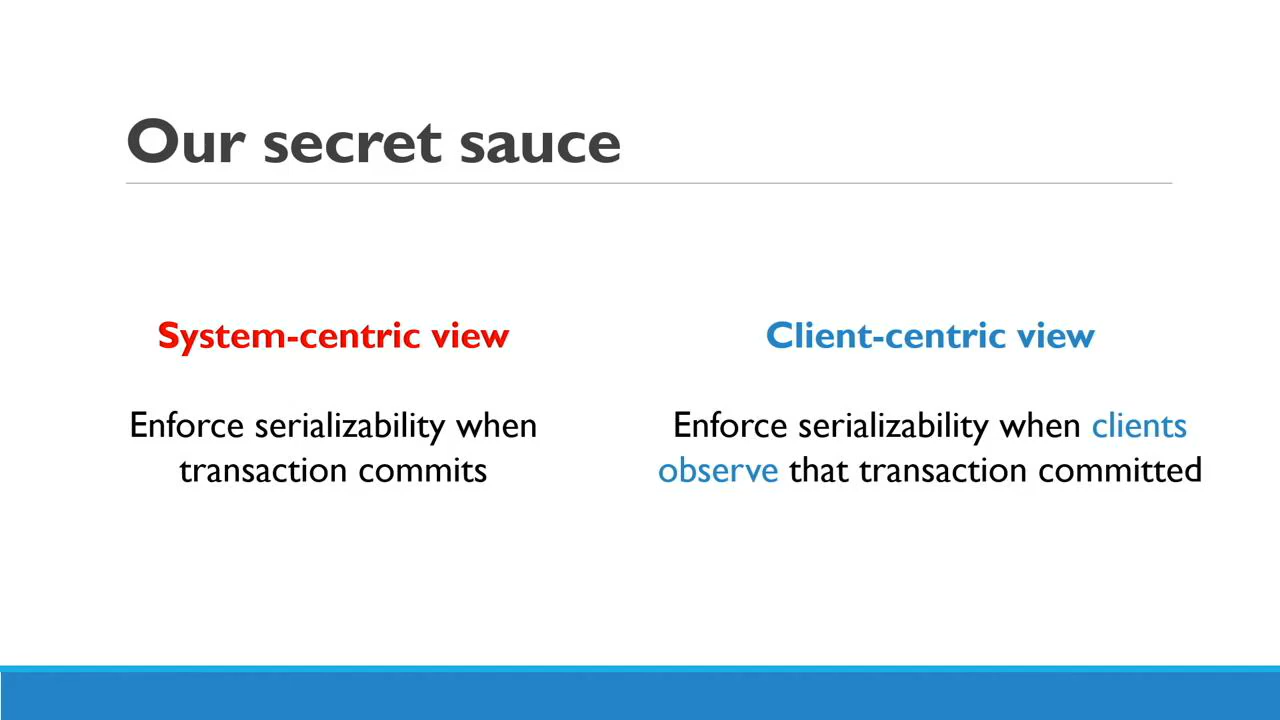 Our secret sauce
System-centric view
Enforce serializability when
transaction commits
Client-centric view
Enforce serializability when clients
observe that transaction committed